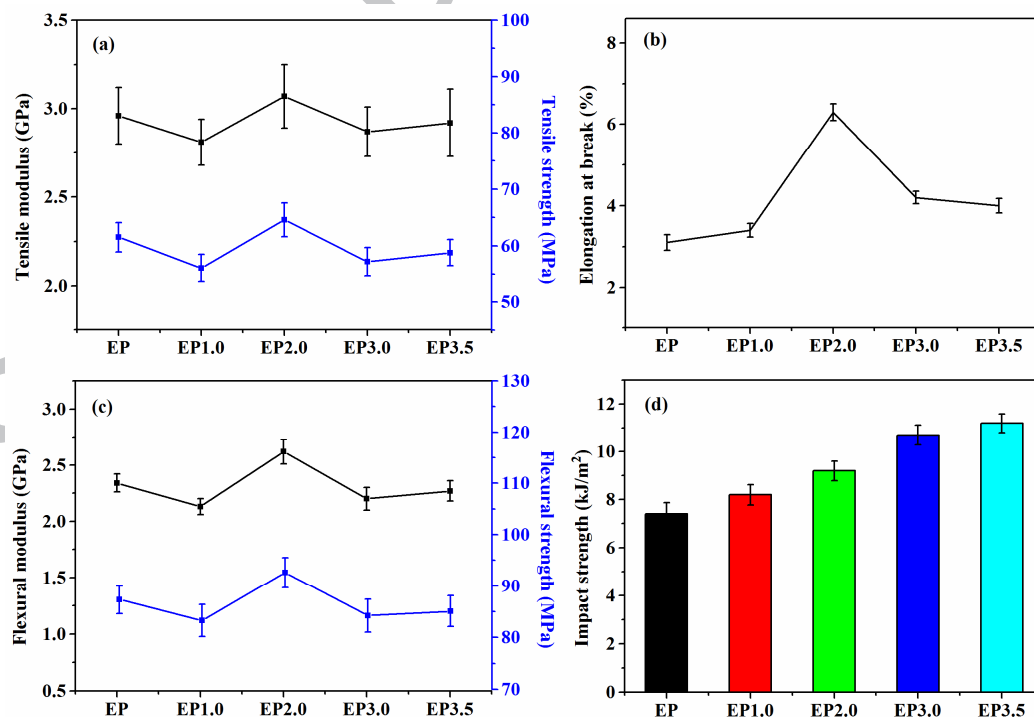 (a)
Tensile modulus (GPa)
3.5
3.0
2.5
2.0
100
90
80
70
60
50
Tensile strength (MPa)
EP EP1.0 EP2.0 EP3.0 EP3.5
(b)
Elongation at break (%)
8
6
4
2
EP EP1.0 EP2.0 EP3.0 EP3.5
(c)
Flexural modulus (GPa)
3.0
2.5
2.0
1.5
1.0
0.5
130
120
110
100
90
80
70
Flexural strength (MPa)
EP EP1.0 EP2.0 EP3.0 EP3.5
(d)
Impact strength (kJ/m²)
12
10
8
6
4
2
0
EP EP1.0 EP2.0 EP3.0 EP3.5